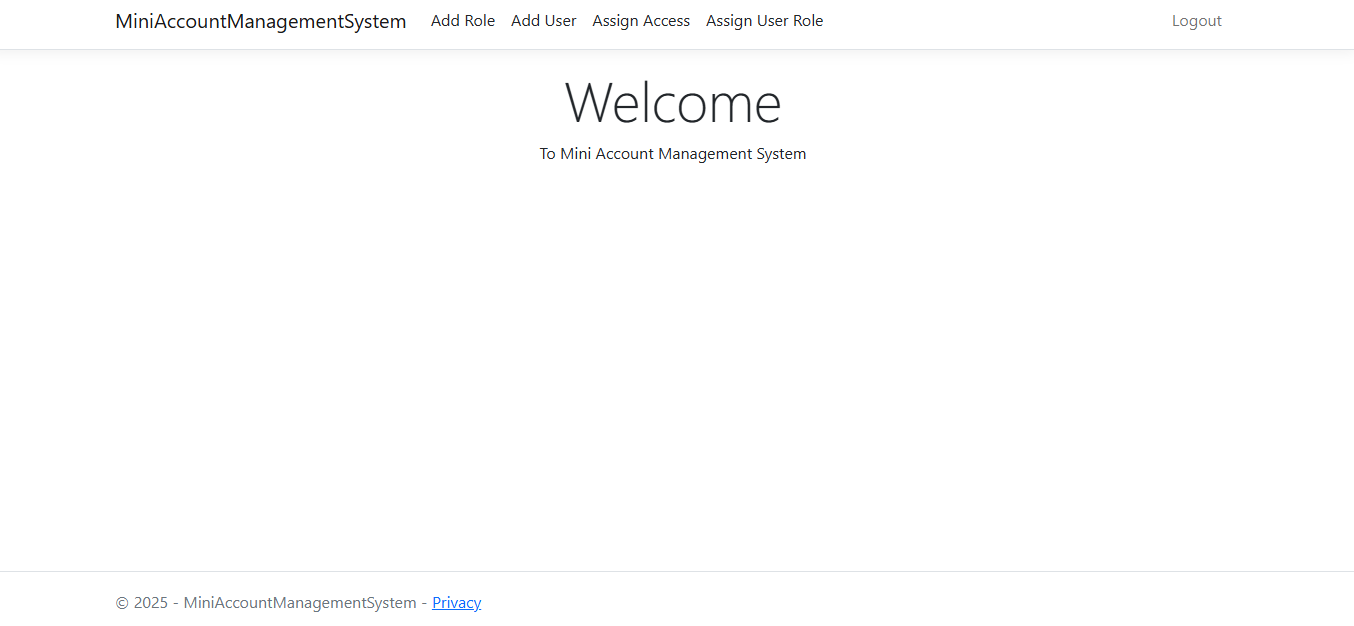 MiniAccountManagementSystem Add Role Add User Assign Access Assign User Role Logout
Welcome
To Mini Account Management System
© 2025 - MiniAccountManagementSystem - Privacy